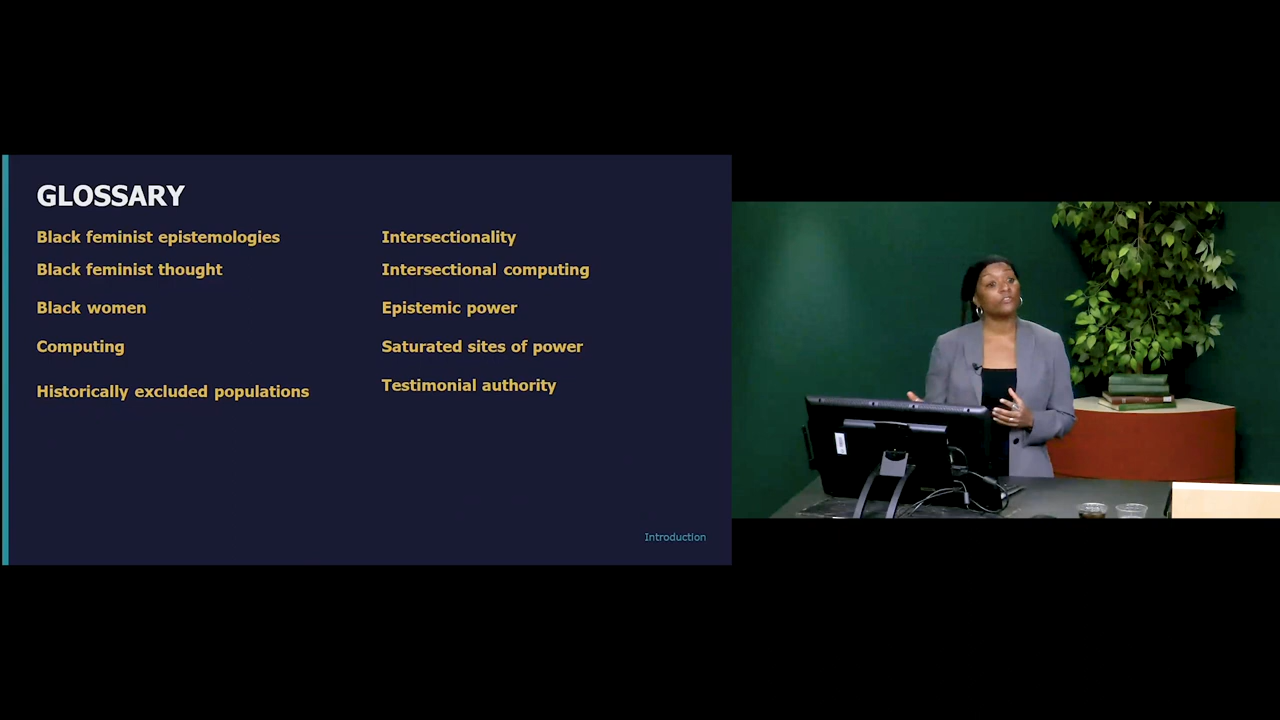 GLOSSARY
Black feminist epistemologies
Black feminist thought
Black women
Computing
Historically excluded populations
Intersectionality
Intersectional computing
Epistemic power
Saturated sites of power
Testimonial authority
Introduction